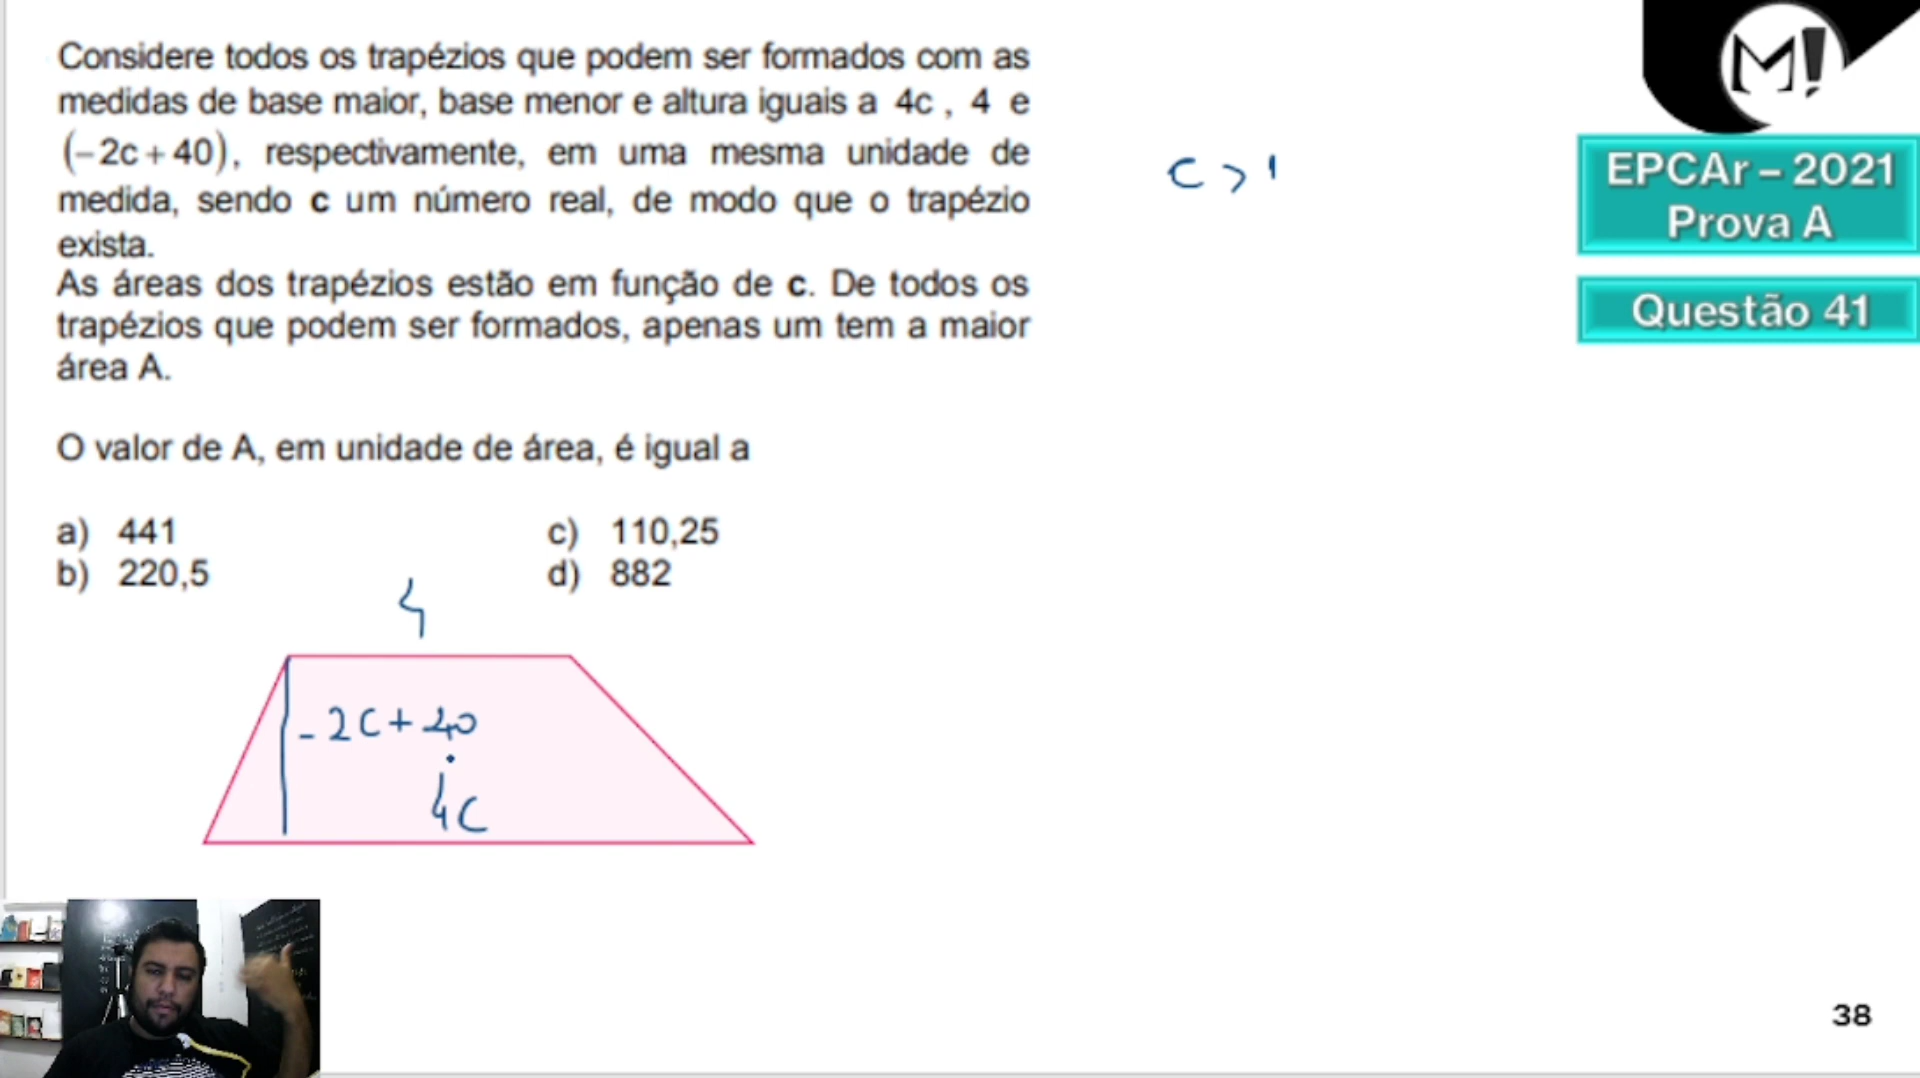 Considere todos os trapézios que podem ser formados com as
medidas de base maior, base menor e altura iguais a 4c , 4 e
(−2c + 40), respectivamente, em uma mesma unidade de
medida, sendo c um número real, de modo que o trapézio
exista.
As áreas dos trapézios estão em função de c. De todos os
trapézios que podem ser formados, apenas um tem a maior
área A.
O valor de A, em unidade de área, é igual a
a) 441
b) 220,5
c) 110,25
d) 882
4
-2c+40
4c
c > 1
M!
EPCAr – 2021
Prova A
Questão 41
38